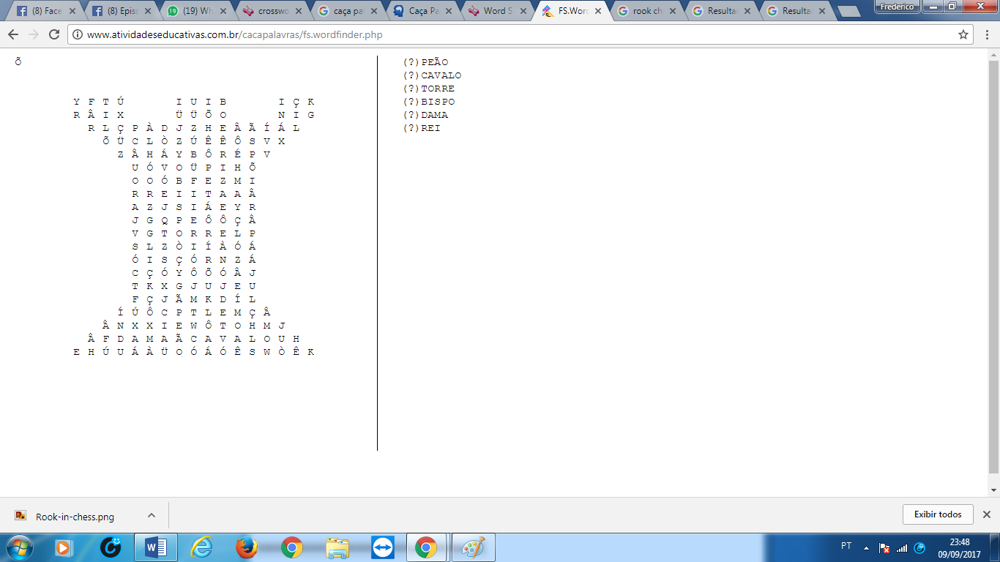 (8) Face
(8) Epis
(19) Wh
crosswo
caça pa
Caça Pa
Word S
FS.Wor
rook ch
Resulta
Resulta
Frederico
www.atividadeseducativas.com.br/cacapalavras/fs.wordfinder.php
Õ
Y F T Ú I U I B I Ç K
R Â I X Ü Ü Õ O N I G
R L Ç P À D J Z H E Â Ã Í Á L
Õ Ü C L Ò Z Ú Ê Ê Ô S V X
Z Â H Á Y B Ô R É P V
U Ó V O Ü P I H Õ
O O Ó B F E Z M I
R R E I I T A A Â
A Z J S I Á E Y R
J G Q P E Ô Ô Ç Â
V G T O R R E L P
S L Z Ò I Í À Ó Á
Ó I S Ç Ó R N Z Á
C Ç Ó Y Ô Õ Ó Â J
T K X G J U J E U
F Ç J Ã M K D Í L
Í Ú Ô C P T L E M Ç Â
Â N X X I E W Ô T O H M J
Â F D A M A Ã C A V A L O U H
E H Ú U Á À Ü O Ó Á Ó Ê S W Ò Ê K
(?)PEÃO
(?)CAVALO
(?)TORRE
(?)BISPO
(?)DAMA
(?)REI
Rook-in-chess.png
Exibir todos
PT
23:48
09/09/2017